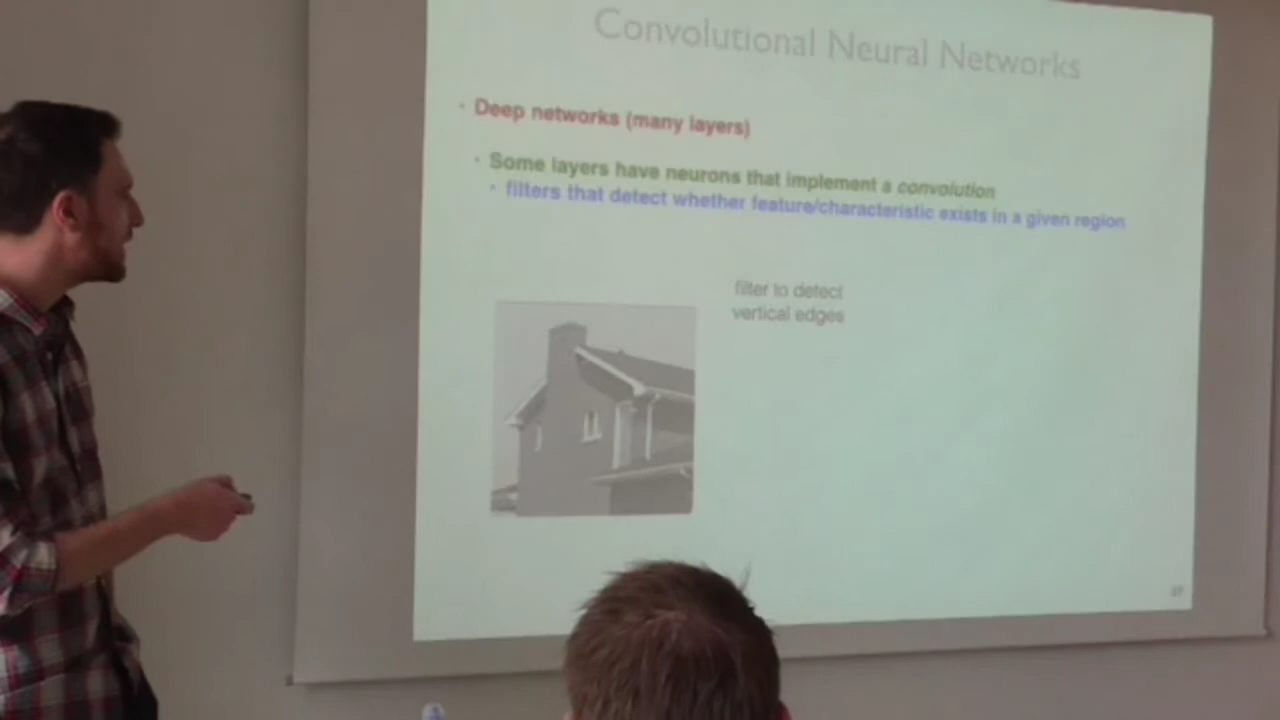 Convolutional Neural Networks
• Deep networks (many layers)
• Some layers have neurons that implement a convolution
• filters that detect whether feature/characteristic exists in a given region
filter to detect
vertical edges